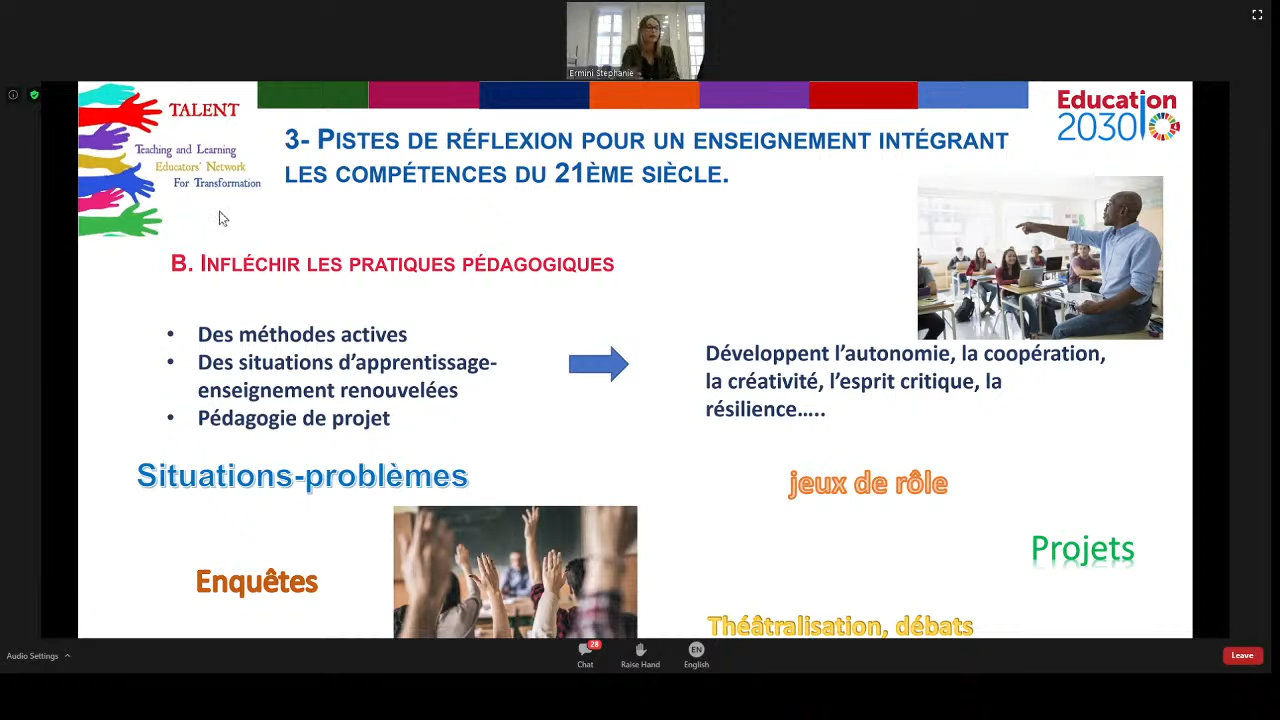 Ermini Stephanie
TALENT
Teaching and Learning
Educators' Network
For Transformation
Education
2030
3- PISTES DE RÉFLEXION POUR UN ENSEIGNEMENT INTÉGRANT
LES COMPÉTENCES DU 21ÈME SIÈCLE.
B. INFLÉCHIR LES PRATIQUES PÉDAGOGIQUES
• Des méthodes actives
• Des situations d'apprentissage-
enseignement renouvelées
• Pédagogie de projet
Développent l'autonomie, la coopération,
la créativité, l'esprit critique, la
résilience…..
Situations-problèmes
jeux de rôle
Projets
Enquêtes
Théâtralisation, débats
Audio Settings
28
Chat
Raise Hand
EN
English
Leave